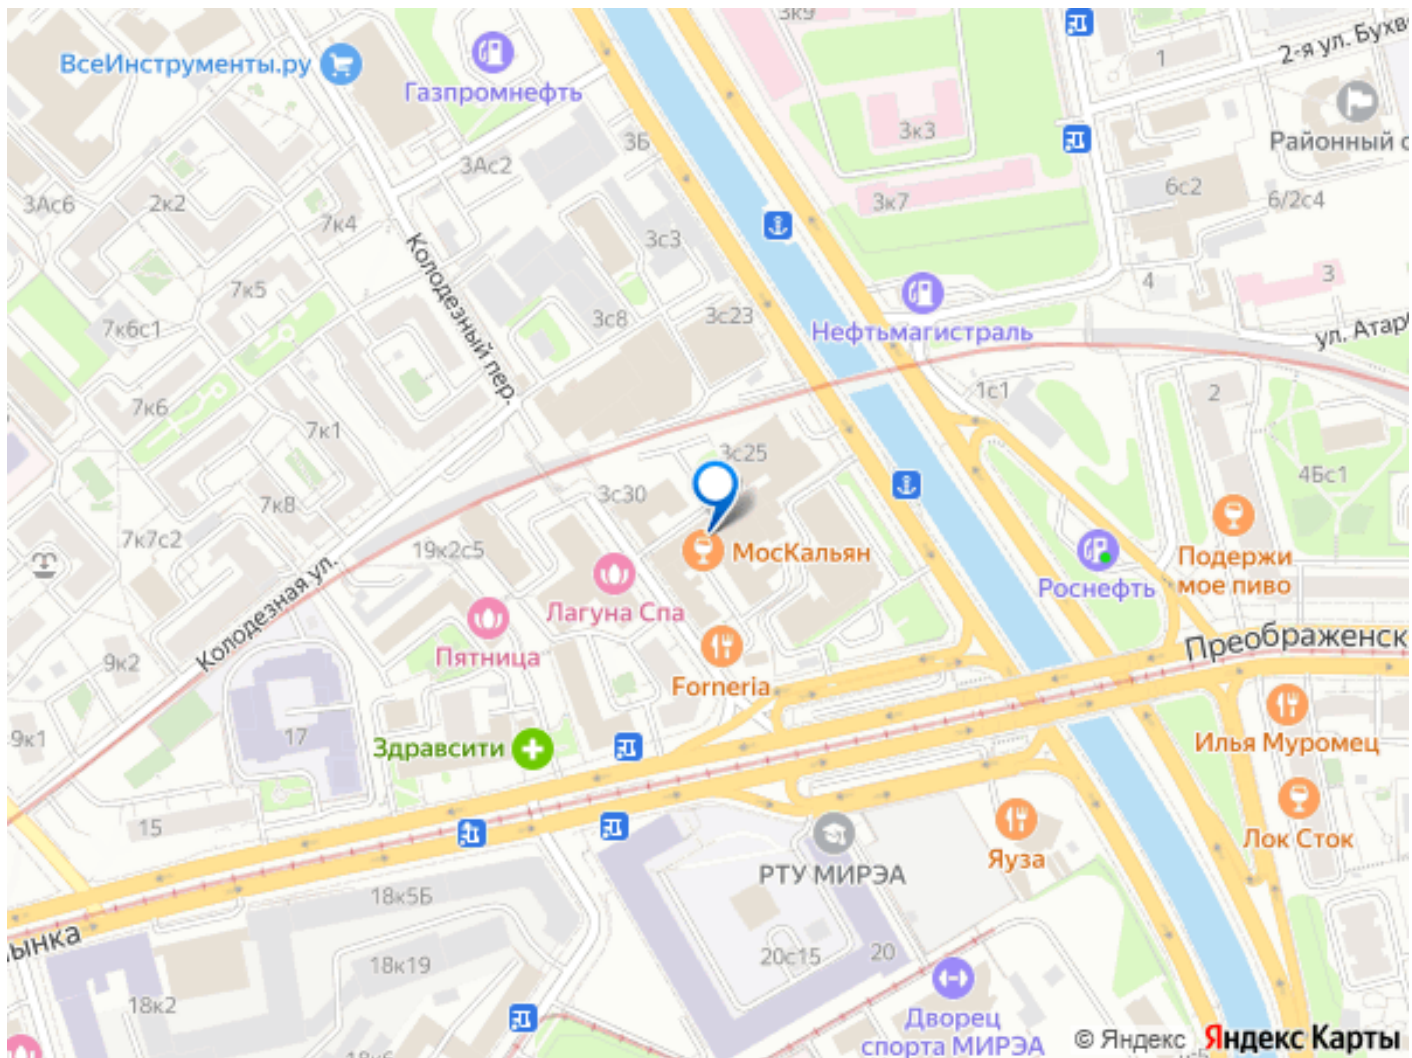 3к9
2-я ул. Бухв
1
ВсеИнструменты.ру
Газпромнефть
3Б
3к3
Районный с
3Ас2
3Ас6
2к2
7к4
3к7
6с2
6/2с4
3с3
Колодезный пер.
7к5
4
3
7к6с1
3с8
3с23
Нефтьмагистраль
ул. Атарб
1с1
2
7к6
7к1
3с25
4Бс1
7к8
3с30
7к7с2
19к2с5
МосКальян
Подержи
мое пиво
Роснефть
Лагуна Спа
Колодезная ул.
Пятница
9к2
Преображенск
Forneria
9к1
17
Здравсити
Илья Муромец
15
Лок Сток
Яуза
РТУ МИРЭА
18к5Б
ынка
20с15
20
18к19
18к2
Дворец
спорта МИРЭА
© Яндекс Яндекс Карты